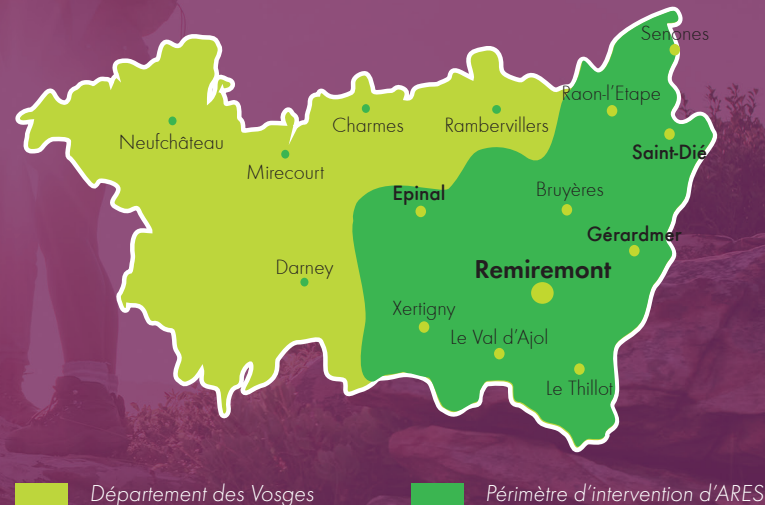 Senones
Raon-l'Etape
Charmes
Rambervillers
Neufchâteau
Saint-Dié
Mirecourt
Epinal
Bruyères
Gérardmer
Darney
Remiremont
Xertigny
Le Val d'Ajol
Le Thillot
Département des Vosges
Périmètre d'intervention d'ARES